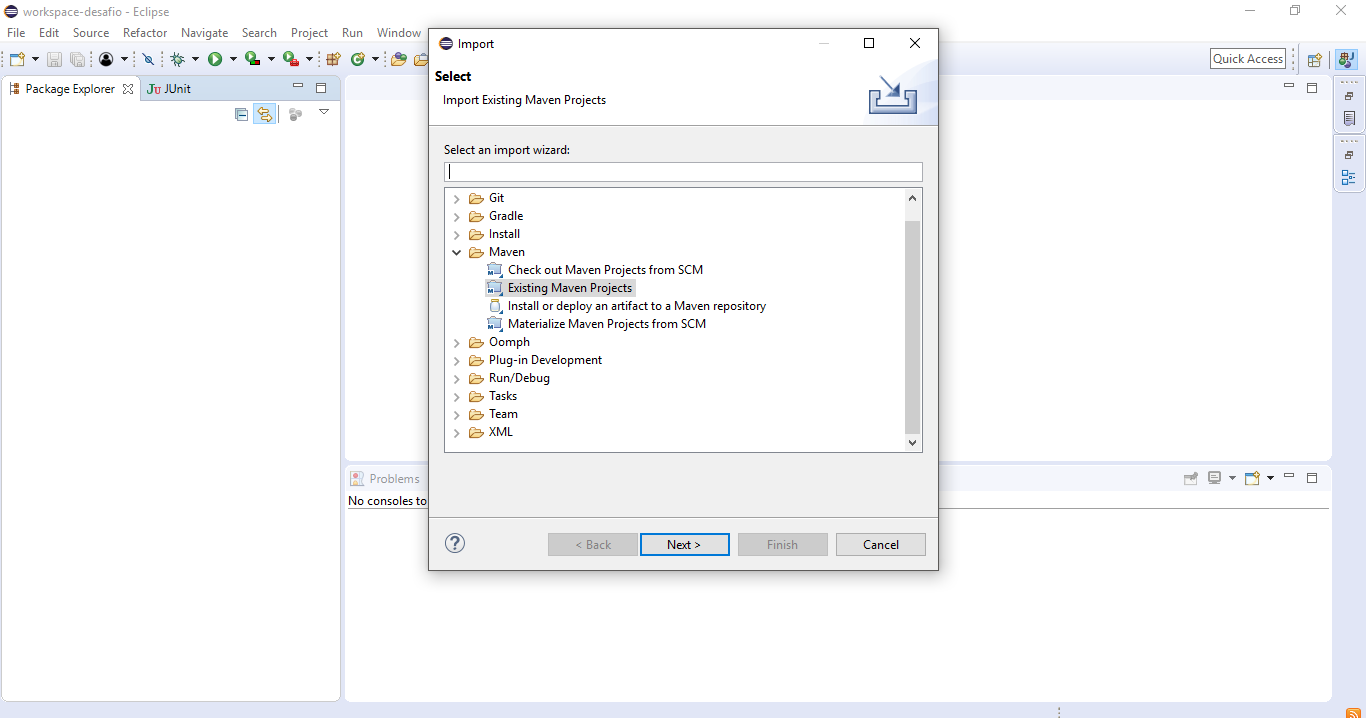 workspace-desafio - Eclipse
File Edit Source Refactor Navigate Search Project Run Window
Quick Access
Package Explorer
JUnit
Import
Select
Import Existing Maven Projects
Select an import wizard:
Git
Gradle
Install
Maven
Check out Maven Projects from SCM
Existing Maven Projects
Install or deploy an artifact to a Maven repository
Materialize Maven Projects from SCM
Oomph
Plug-in Development
Run/Debug
Tasks
Team
XML
< Back
Next >
Finish
Cancel
Problems
No consoles to